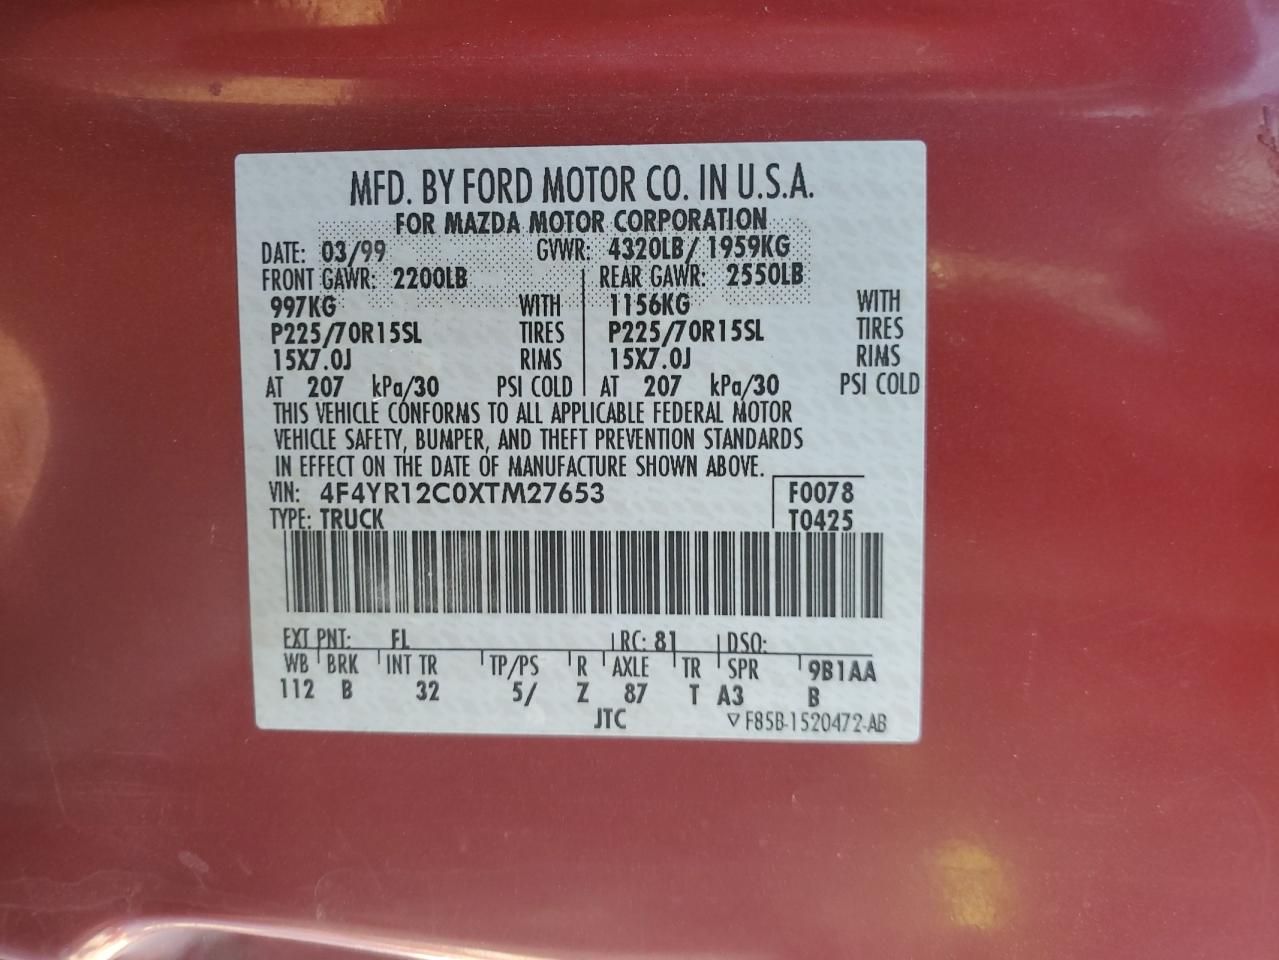 MFD. BY FORD MOTOR CO. IN U.S.A.
FOR MAZDA MOTOR CORPORATION
DATE: 03/99 GVWR: 4320LB/ 1959KG
FRONT GAWR: 2200LB REAR GAWR: 2550LB
997KG WITH 1156KG WITH
P225/70R15SL TIRES P225/70R15SL TIRES
15X7.0J RIMS 15X7.0J RIMS
AT 207 kPa/30 PSI COLD AT 207 kPa/30 PSI COLD
THIS VEHICLE CONFORMS TO ALL APPLICABLE FEDERAL MOTOR
VEHICLE SAFETY, BUMPER, AND THEFT PREVENTION STANDARDS
IN EFFECT ON THE DATE OF MANUFACTURE SHOWN ABOVE.
VIN: 4F4YR12C0XTM27653 F0078
TYPE: TRUCK T0425
EXT PNT: FL RC: 81 DSO:
WB BRK INT TR TP/PS R AXLE TR SPR 9B1AA
112 B 32 5/ Z 87 T A3 B
JTC ▽ F85B-1520472-AB